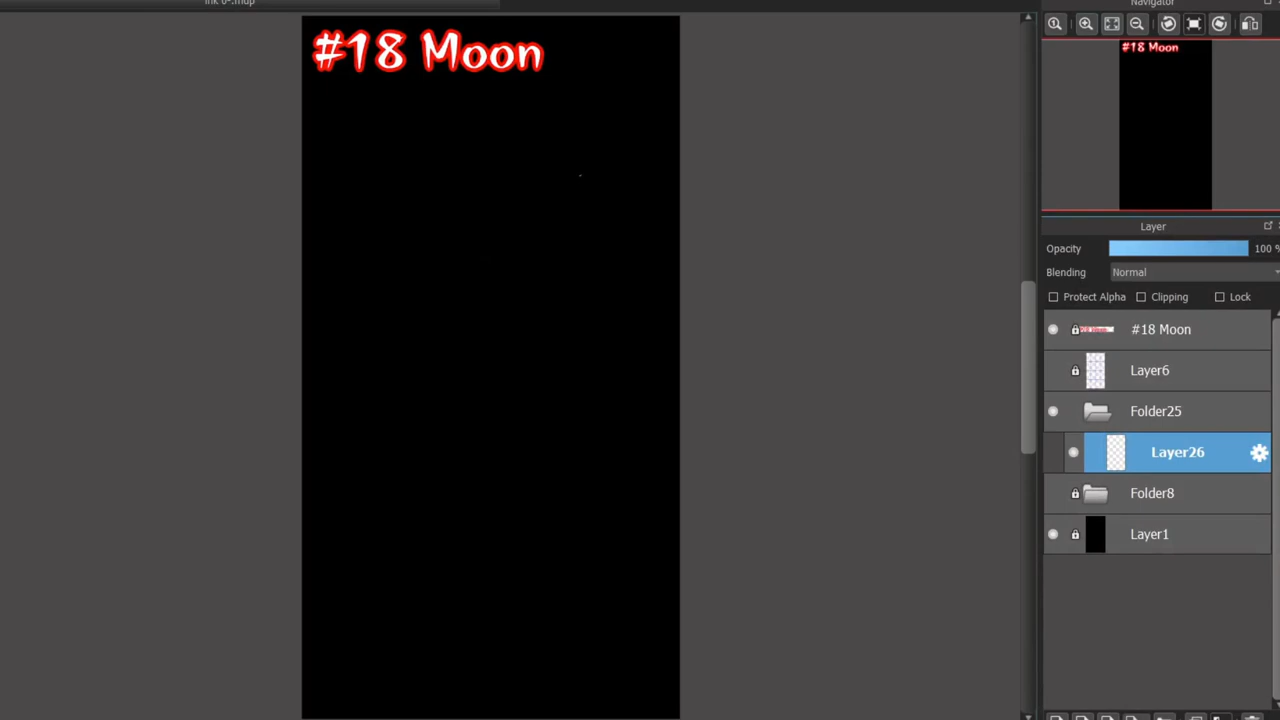 #18 Moon
Navigator
#18 Moon
Layer
Opacity 100 %
Blending Normal
Protect Alpha Clipping Lock
#18 Moon
Layer6
Folder25
Layer26
Folder8
Layer1